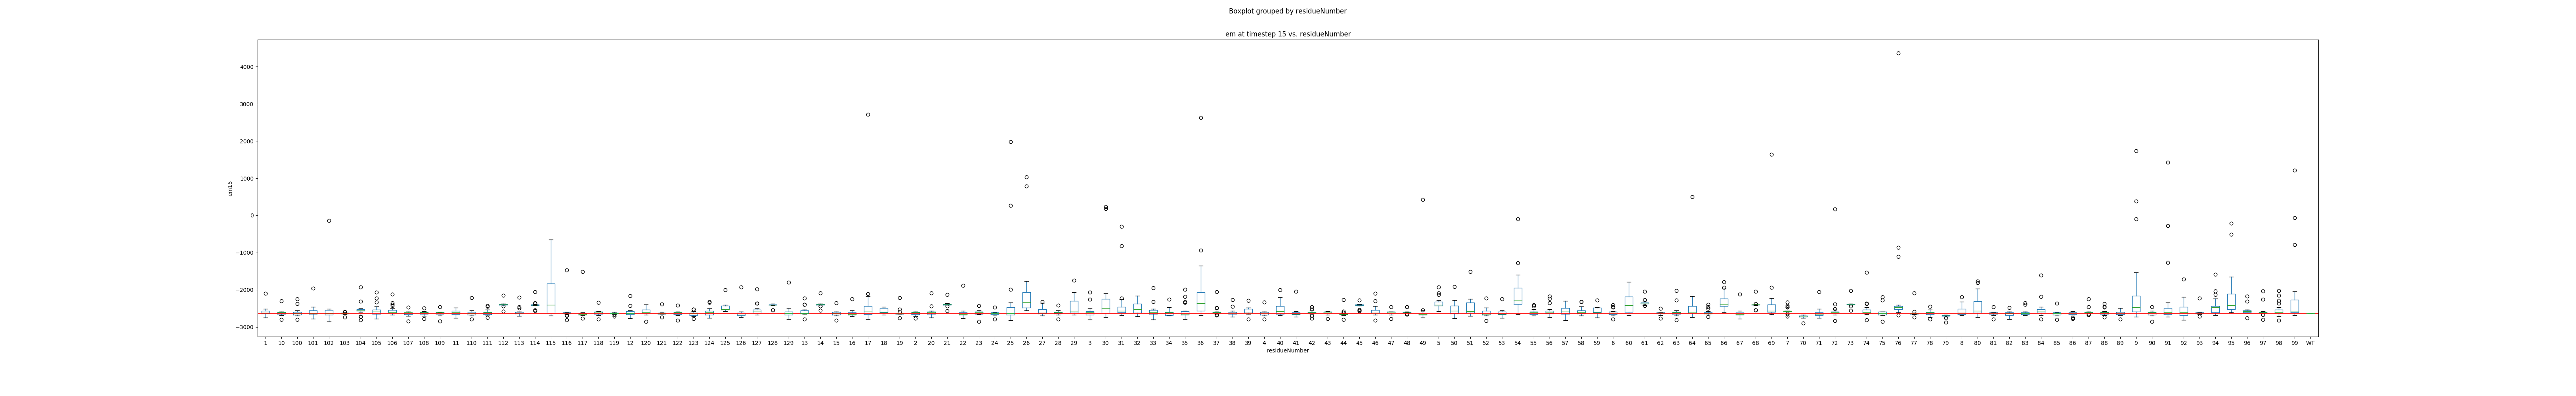 Boxplot grouped by residueNumber
em at timestep 15 vs. residueNumber
4000
3000
2000
1000
0
−1000
−2000
−3000
em15
1 10 100 101 102 103 104 105 106 107 108 109 11 110 111 112 113 114 115 116 117 118 119 12 120 121 122 123 124 125 126 127 128 129 13 14 15 16 17 18 19 2 20 21 22 23 24 25 26 27 28 29 3 30 31 32 33 34 35 36 37 38 39 4 40 41 42 43 44 45 46 47 48 49 5 50 51 52 53 54 55 56 57 58 59 6 60 61 62 63 64 65 66 67 68 69 7 70 71 72 73 74 75 76 77 78 79 8 80 81 82 83 84 85 86 87 88 89 9 90 91 92 93 94 95 96 97 98 99 WT
residueNumber